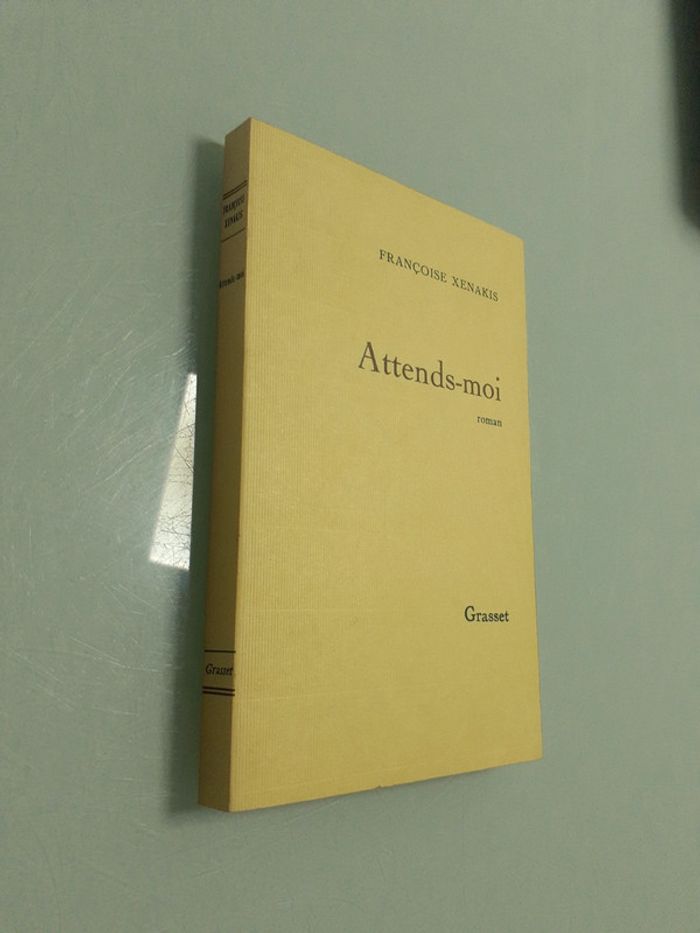 FRANÇOISE
XENAKIS
Attends-moi
Grasset
FRANÇOISE XENAKIS
Attends-moi
roman
Grasset